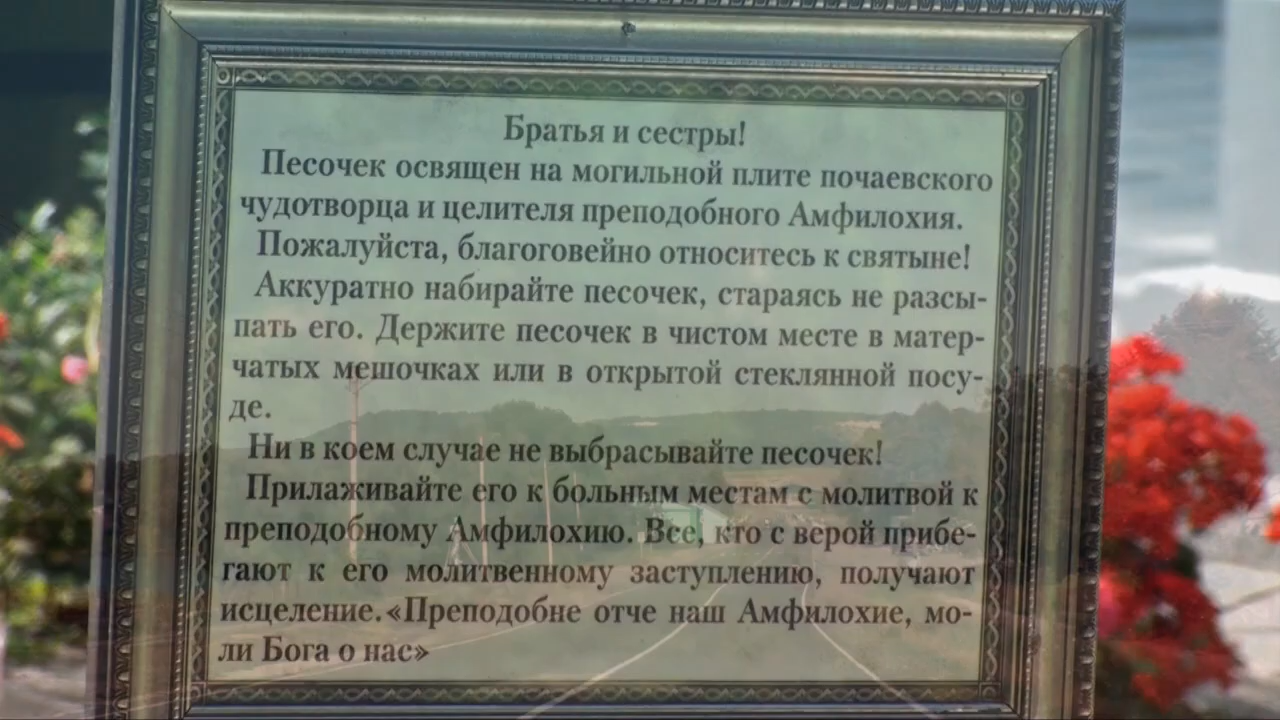 Братья и сестры!
Песочек освящен на могильной плите почаевского
чудотворца и целителя преподобного Амфилохия.
Пожалуйста, благоговейно относитесь к святыне!
Аккуратно набирайте песочек, стараясь не разсы-
пать его. Держите песочек в чистом месте в матер-
чатых мешочках или в открытой стеклянной посу-
де.
Ни в коем случае не выбрасывайте песочек!
Прилаживайте его к больным местам с молитвой к
преподобному Амфилохию. Все, кто с верой прибе-
гают к его молитвенному заступлению, получают
исцеление.«Преподобне отче наш Амфилохие, мо-
ли Бога о нас»